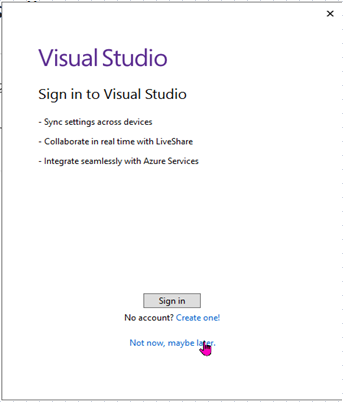 Visual Studio
Sign in to Visual Studio
- Sync settings across devices
- Collaborate in real time with LiveShare
- Integrate seamlessly with Azure Services
Sign in
No account? Create one!
Not now, maybe later.